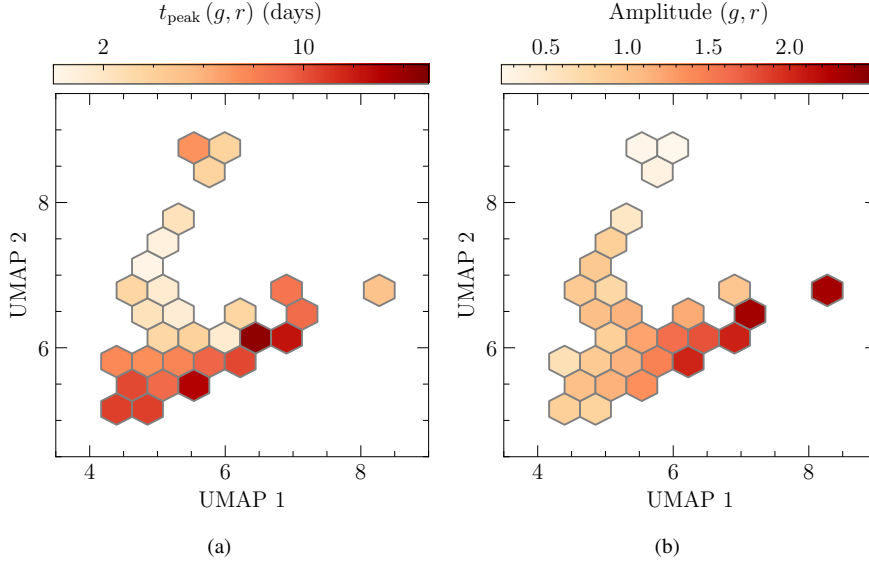 t_peak (g, r) (days)
2 10
8
6
UMAP 2
4 6 8
UMAP 1
(a)
Amplitude (g, r)
0.5 1.0 1.5 2.0
8
6
UMAP 2
4 6 8
UMAP 1
(b)